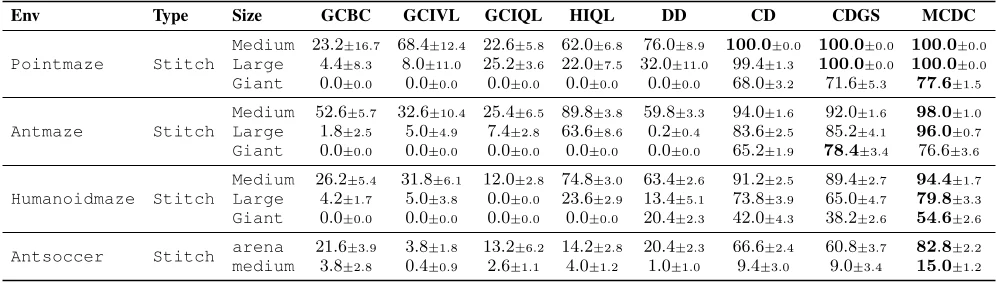 Env Type Size GCBC GCIVL GCIQL HIQL DD CD CDGS MCDC
Medium 23.2±16.7 68.4±12.4 22.6±5.8 62.0±6.8 76.0±8.9 100.0±0.0 100.0±0.0 100.0±0.0
Pointmaze Stitch Large 4.4±8.3 8.0±11.0 25.2±3.6 22.0±7.5 32.0±11.0 99.4±1.3 100.0±0.0 100.0±0.0
Giant 0.0±0.0 0.0±0.0 0.0±0.0 0.0±0.0 0.0±0.0 68.0±3.2 71.6±5.3 77.6±1.5
Medium 52.6±5.7 32.6±10.4 25.4±6.5 89.8±3.8 59.8±3.3 94.0±1.6 92.0±1.6 98.0±1.0
Antmaze Stitch Large 1.8±2.5 5.0±4.9 7.4±2.8 63.6±8.6 0.2±0.4 83.6±2.5 85.2±4.1 96.0±0.7
Giant 0.0±0.0 0.0±0.0 0.0±0.0 0.0±0.0 0.0±0.0 65.2±1.9 78.4±3.4 76.6±3.6
Medium 26.2±5.4 31.8±6.1 12.0±2.8 74.8±3.0 63.4±2.6 91.2±2.5 89.4±2.7 94.4±1.7
Humanoidmaze Stitch Large 4.2±1.7 5.0±3.8 0.0±0.0 23.6±2.9 13.4±5.1 73.8±3.9 65.0±4.7 79.8±3.3
Giant 0.0±0.0 0.0±0.0 0.0±0.0 0.0±0.0 20.4±2.3 42.0±4.3 38.2±2.6 54.6±2.6
Antsoccer Stitch arena 21.6±3.9 3.8±1.8 13.2±6.2 14.2±2.8 20.4±2.3 66.6±2.4 60.8±3.7 82.8±2.2
medium 3.8±2.8 0.4±0.9 2.6±1.1 4.0±1.2 1.0±1.0 9.4±3.0 9.0±3.4 15.0±1.2